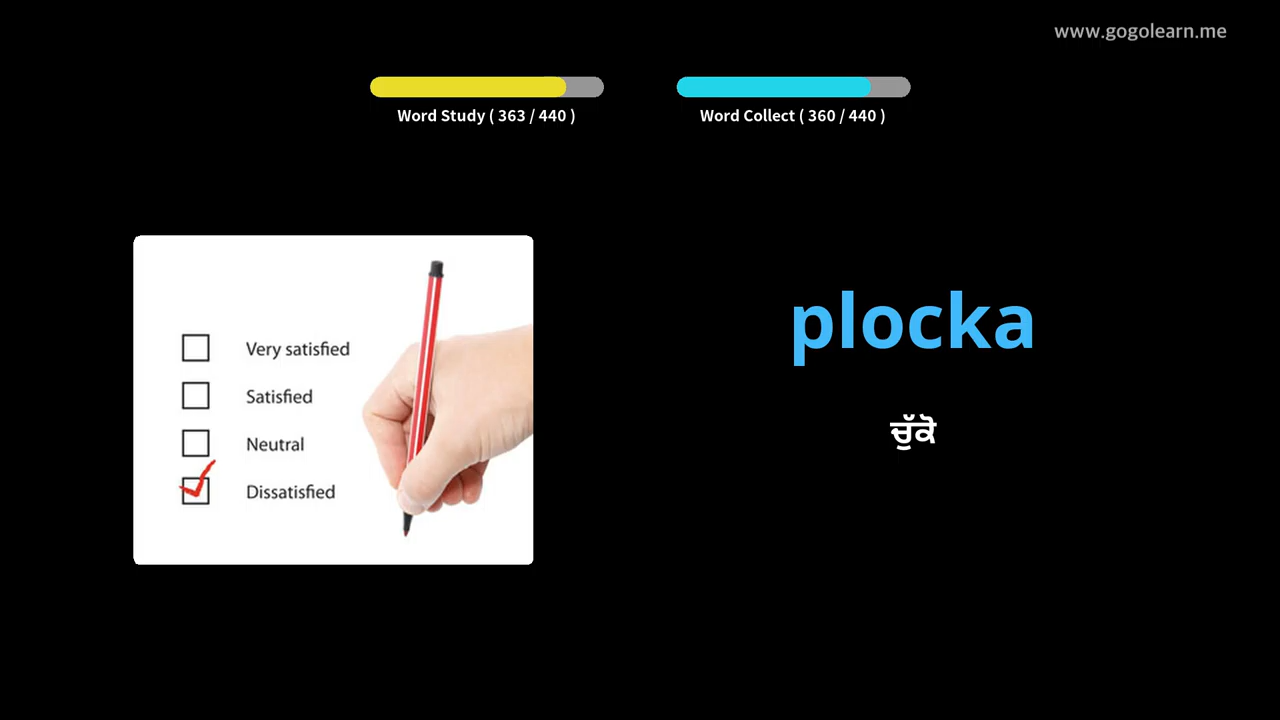 www.gogolearn.me
Word Study ( 363 / 440 )
Word Collect ( 360 / 440 )
Very satisfied
Satisfied
Neutral
Dissatisfied
plocka
ਚੁੱਕੋ